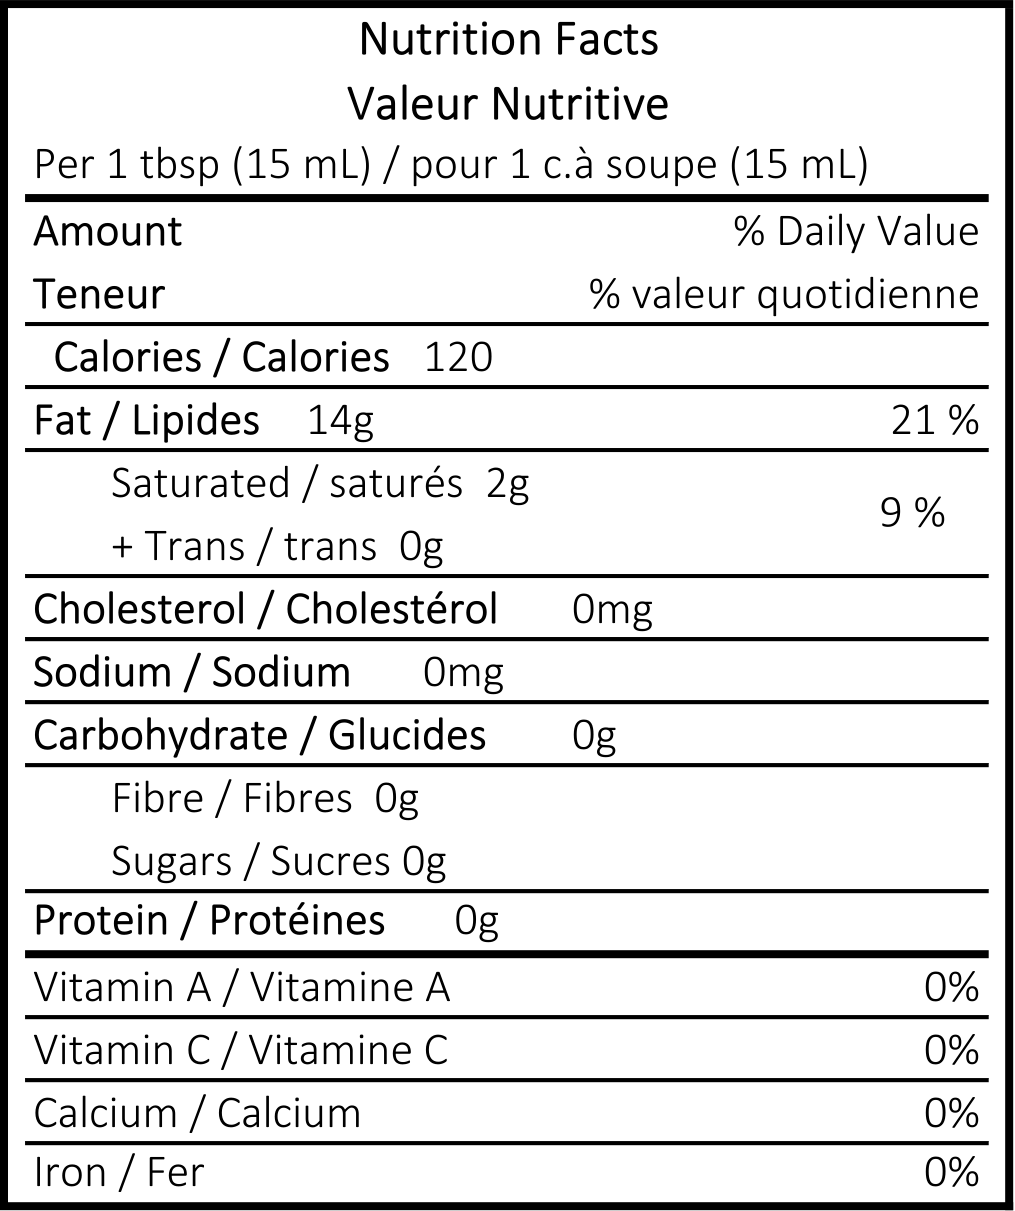 Nutrition Facts
Valeur Nutritive
Per 1 tbsp (15 mL) / pour 1 c.à soupe (15 mL)
Amount % Daily Value
Teneur % valeur quotidienne
Calories / Calories 120
Fat / Lipides 14g 21 %
Saturated / saturés 2g
9 %
+ Trans / trans 0g
Cholesterol / Cholestérol 0mg
Sodium / Sodium 0mg
Carbohydrate / Glucides 0g
Fibre / Fibres 0g
Sugars / Sucres 0g
Protein / Protéines 0g
Vitamin A / Vitamine A 0%
Vitamin C / Vitamine C 0%
Calcium / Calcium 0%
Iron / Fer 0%